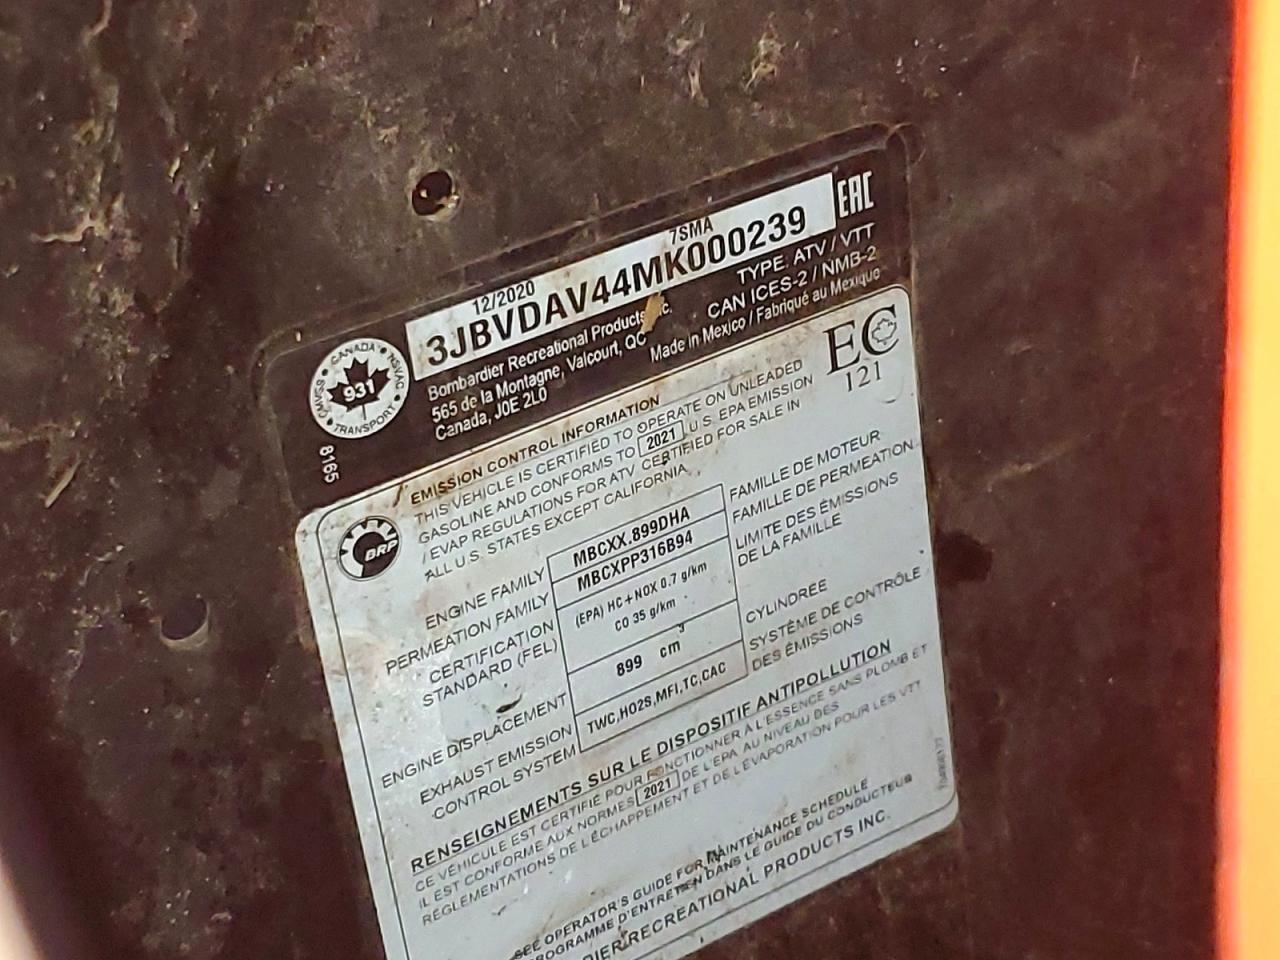 12/2020 7SMA
3JBVDAV44MK000239
EAC
CANADA
NSVAC
931
CMVSS
TRANSPORT
8165
Bombardier Recreational Products Inc.
565 de la Montagne, Valcourt, QC
Canada, J0E 2L0
TYPE: ATV / VTT
CAN ICES-2 / NMB-2
Made in Mexico / Fabriqué au Mexique
EC
121
BRP
EMISSION CONTROL INFORMATION
THIS VEHICLE IS CERTIFIED TO OPERATE ON UNLEADED
GASOLINE AND CONFORMS TO 2021 U.S. EPA EMISSION
/ EVAP REGULATIONS FOR ATV CERTIFIED FOR SALE IN
ALL U.S. STATES EXCEPT CALIFORNIA.
ENGINE FAMILY MBCXX.899DHA FAMILLE DE MOTEUR
PERMEATION FAMILY MBCXPP316B94 FAMILLE DE PERMEATION
CERTIFICATION (EPA) HC+NOX 0.7 g/km LIMITE DES ÉMISSIONS
STANDARD (FEL) CO 35 g/km DE LA FAMILLE
ENGINE DISPLACEMENT 899 cm³ CYLINDRÉE
EXHAUST EMISSION TWC,HO2S,MFI,TC,CAC SYSTÈME DE CONTRÔLE
CONTROL SYSTEM DES ÉMISSIONS
RENSEIGNEMENTS SUR LE DISPOSITIF ANTIPOLLUTION
CE VÉHICULE EST CERTIFIÉ POUR FONCTIONNER À L'ESSENCE SANS PLOMB ET
IL EST CONFORME AUX NORMES 2021 DE L'EPA AU NIVEAU DES
RÉGLEMENTATIONS DE L'ÉCHAPPEMENT ET DE L'ÉVAPORATION POUR LES VTT
SEE OPERATOR'S GUIDE FOR MAINTENANCE SCHEDULE
PROGRAMME D'ENTRETIEN DANS LE GUIDE DU CONDUCTEUR
DIER RECREATIONAL PRODUCTS INC.